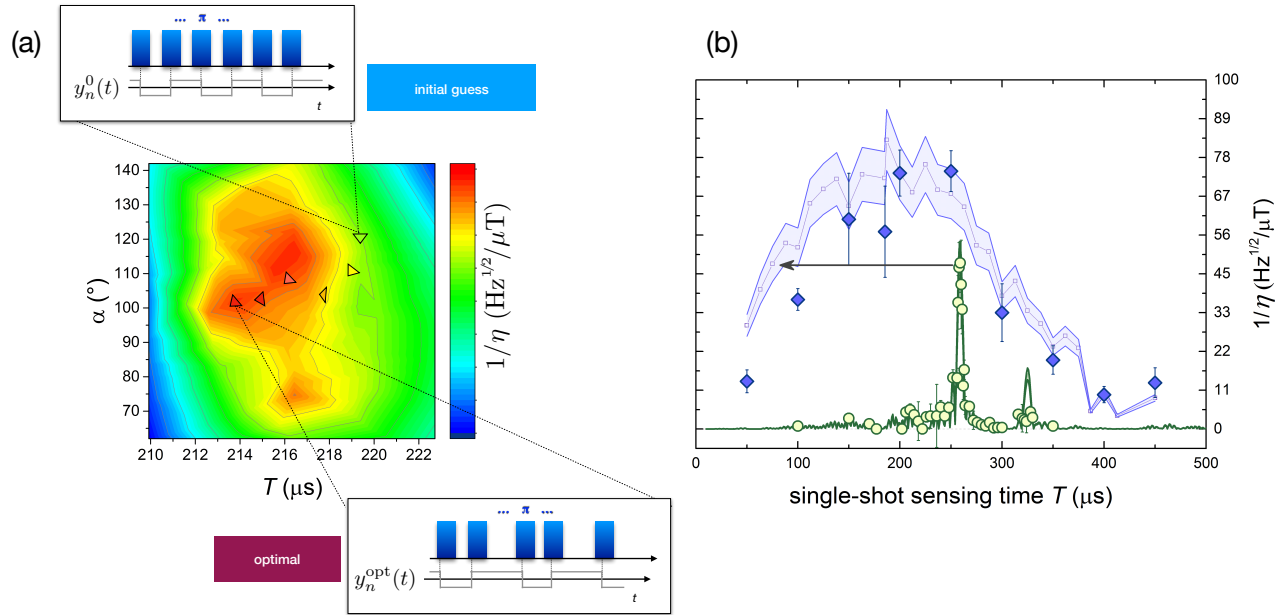 (a)
... π ...
y_n^0(t)
t
initial guess
140
130
120
110
100
90
80
70
α (°)
210 212 214 216 218 220 222
T (μs)
1/η (Hz^{1/2}/μT)
... π ...
y_n^{opt}(t)
t
optimal
(b)
100
89
78
67
56
45
33
22
11
0
1/η (Hz^{1/2}/μT)
0 100 200 300 400 500
single-shot sensing time T (μs)